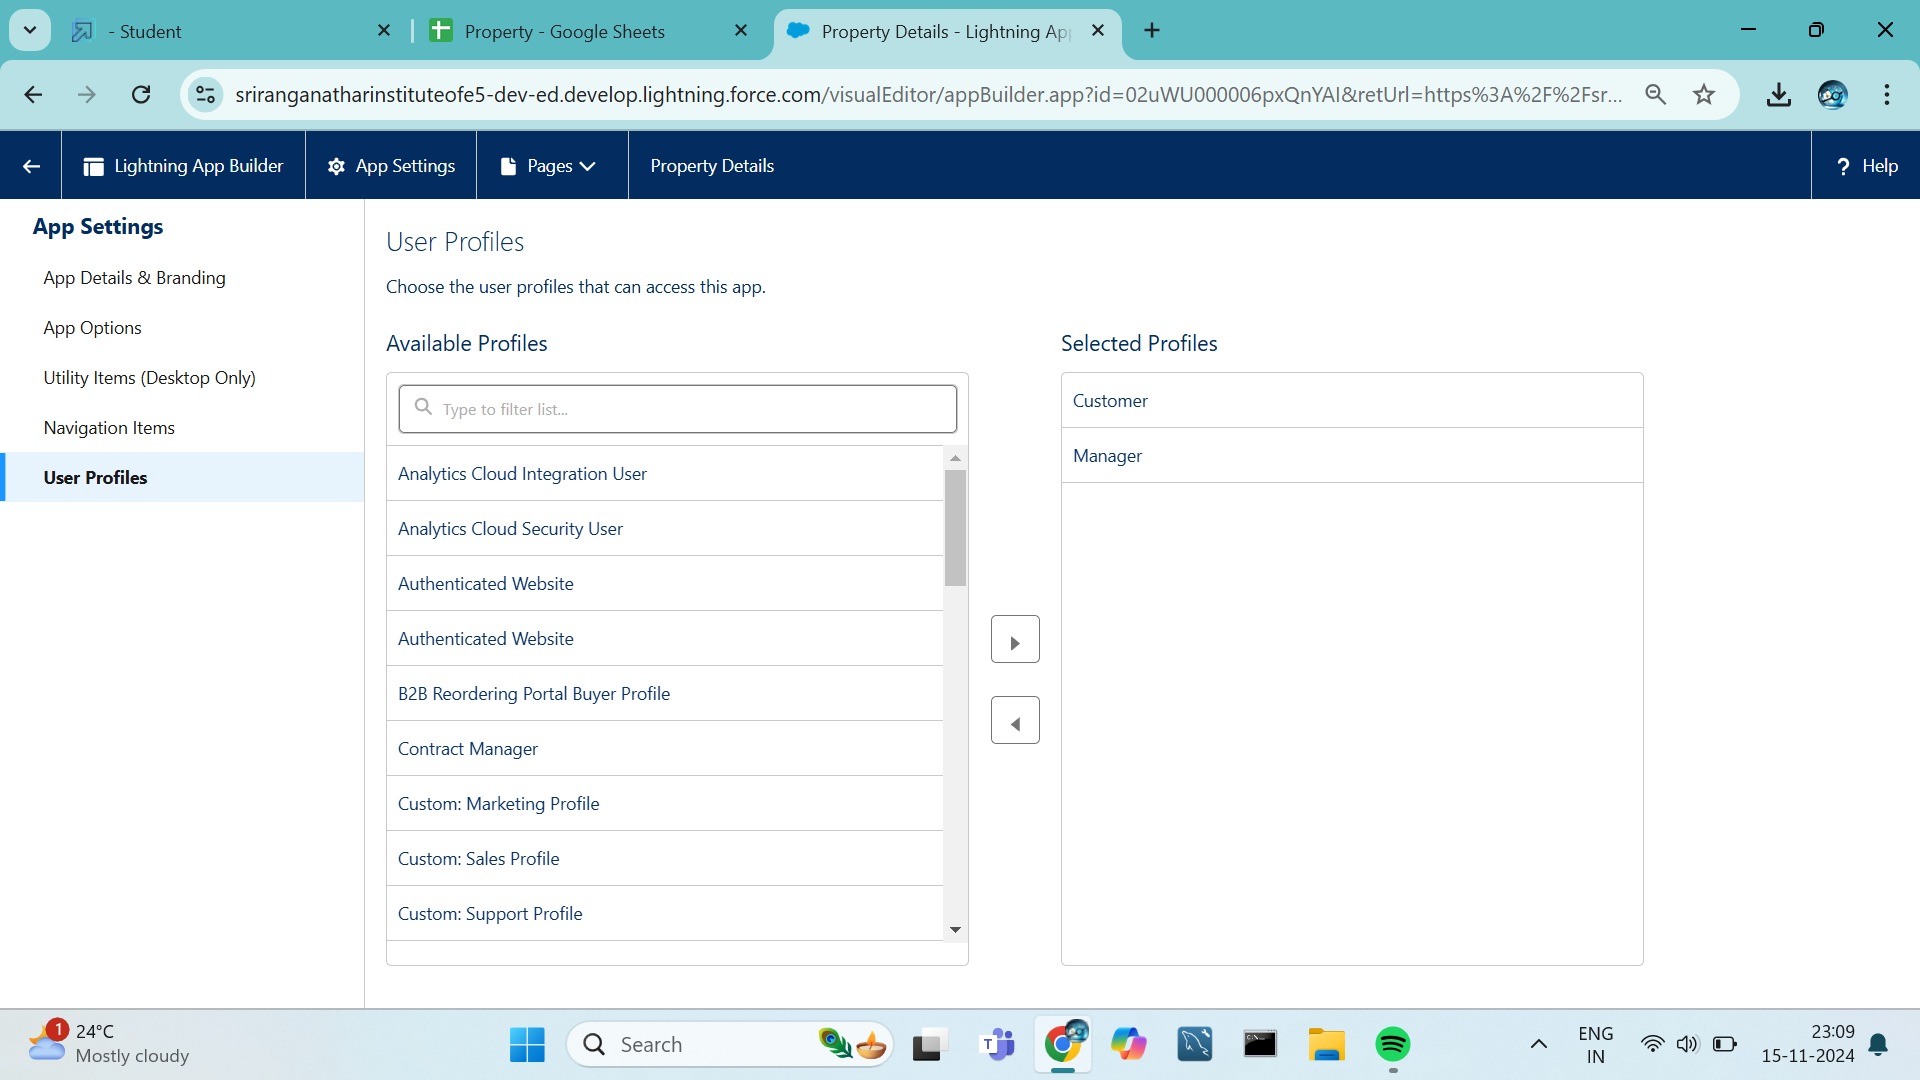 - Student
Property - Google Sheets
Property Details - Lightning Ap
sriranganatharinstituteofe5-dev-ed.develop.lightning.force.com/visualEditor/appBuilder.app?id=02uWU000006pxQnYAI&retUrl=https%3A%2F%2Fsr...
Lightning App Builder
App Settings
Pages
Property Details
? Help
App Settings
App Details & Branding
App Options
Utility Items (Desktop Only)
Navigation Items
User Profiles
User Profiles
Choose the user profiles that can access this app.
Available Profiles
Type to filter list...
Analytics Cloud Integration User
Analytics Cloud Security User
Authenticated Website
Authenticated Website
B2B Reordering Portal Buyer Profile
Contract Manager
Custom: Marketing Profile
Custom: Sales Profile
Custom: Support Profile
Selected Profiles
Customer
Manager
1
24°C
Mostly cloudy
Search
ENG
IN
23:09
15-11-2024